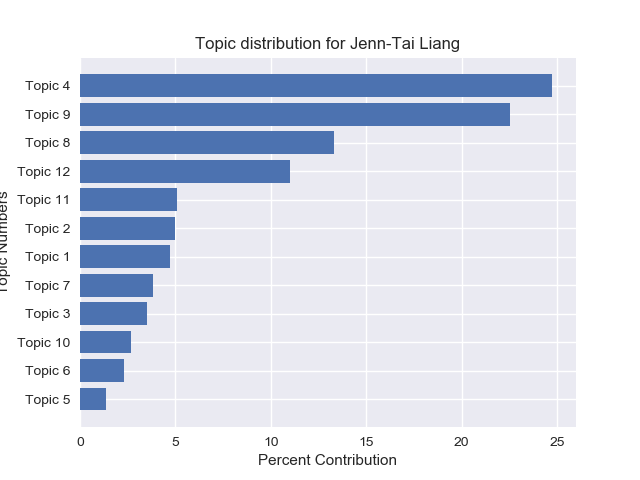 Topic distribution for Jenn-Tai Liang
Topic 4
Topic 9
Topic 8
Topic 12
Topic 11
Topic 2
Topic 1
Topic 7
Topic 3
Topic 10
Topic 6
Topic 5
Topic Numbers
0 5 10 15 20 25
Percent Contribution